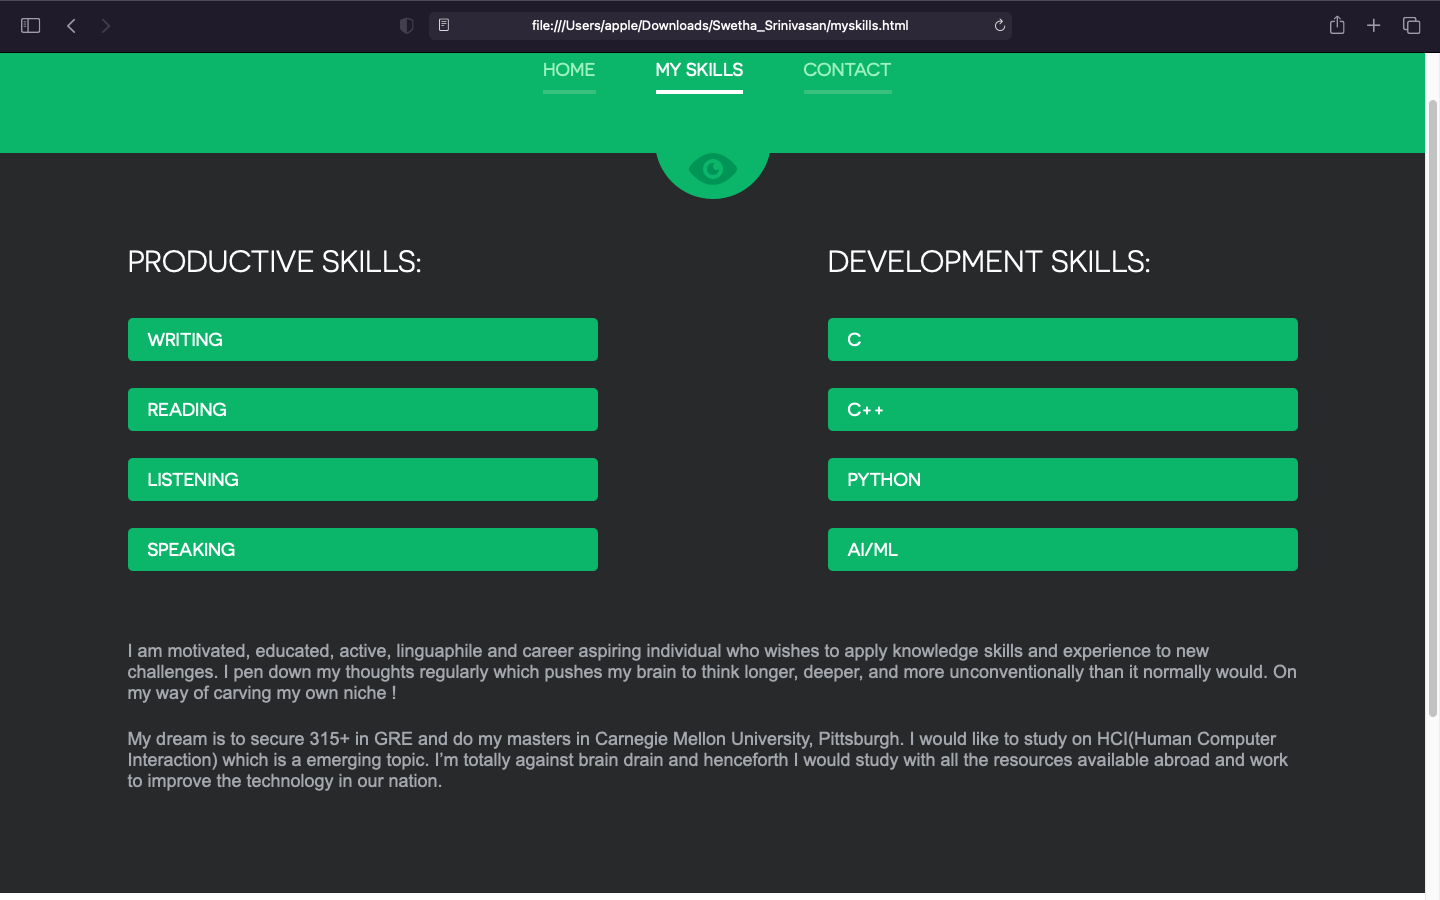 file:///Users/apple/Downloads/Swetha_Srinivasan/myskills.html
HOME MY SKILLS CONTACT
PRODUCTIVE SKILLS:
WRITING
READING
LISTENING
SPEAKING
DEVELOPMENT SKILLS:
C
C++
PYTHON
AI/ML
I am motivated, educated, active, linguaphile and career aspiring individual who wishes to apply knowledge skills and experience to new
challenges. I pen down my thoughts regularly which pushes my brain to think longer, deeper, and more unconventionally than it normally would. On
my way of carving my own niche !
My dream is to secure 315+ in GRE and do my masters in Carnegie Mellon University, Pittsburgh. I would like to study on HCI(Human Computer
Interaction) which is a emerging topic. I'm totally against brain drain and henceforth I would study with all the resources available abroad and work
to improve the technology in our nation.